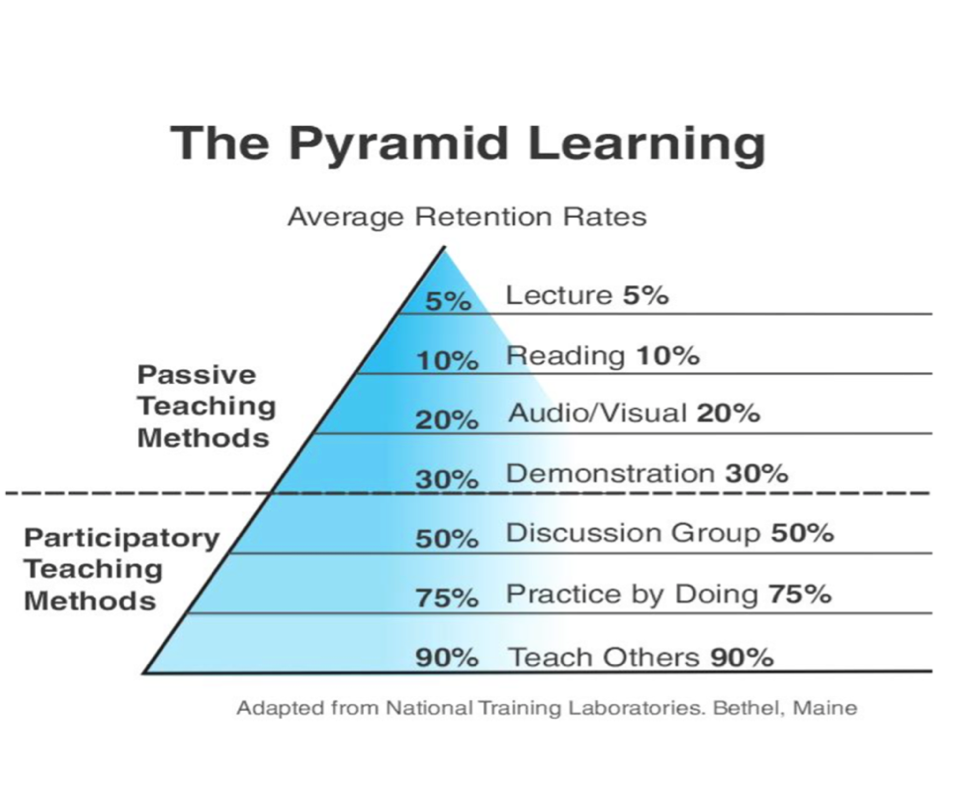 The Pyramid Learning
Average Retention Rates
5% Lecture 5%
10% Reading 10%
Passive
Teaching
Methods
20% Audio/Visual 20%
30% Demonstration 30%
Participatory
Teaching
Methods
50% Discussion Group 50%
75% Practice by Doing 75%
90% Teach Others 90%
Adapted from National Training Laboratories. Bethel, Maine